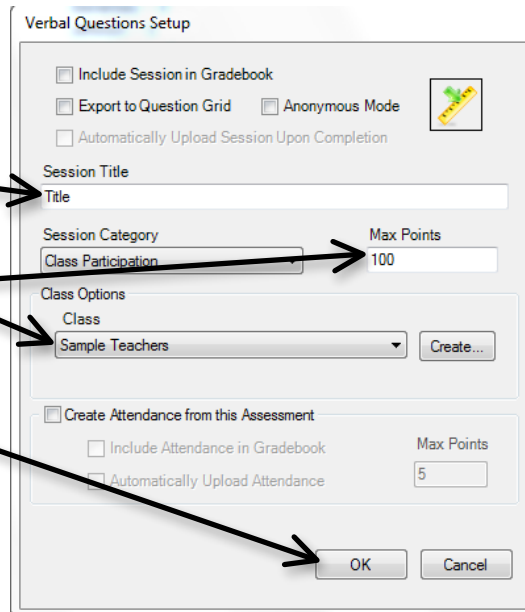 Verbal Questions Setup
Include Session in Gradebook
Export to Question Grid Anonymous Mode
Automatically Upload Session Upon Completion
Session Title
Title
Session Category Max Points
Class Participation 100
Class Options
Class
Sample Teachers Create...
Create Attendance from this Assessment
Include Attendance in Gradebook Max Points
Automatically Upload Attendance 5
OK Cancel